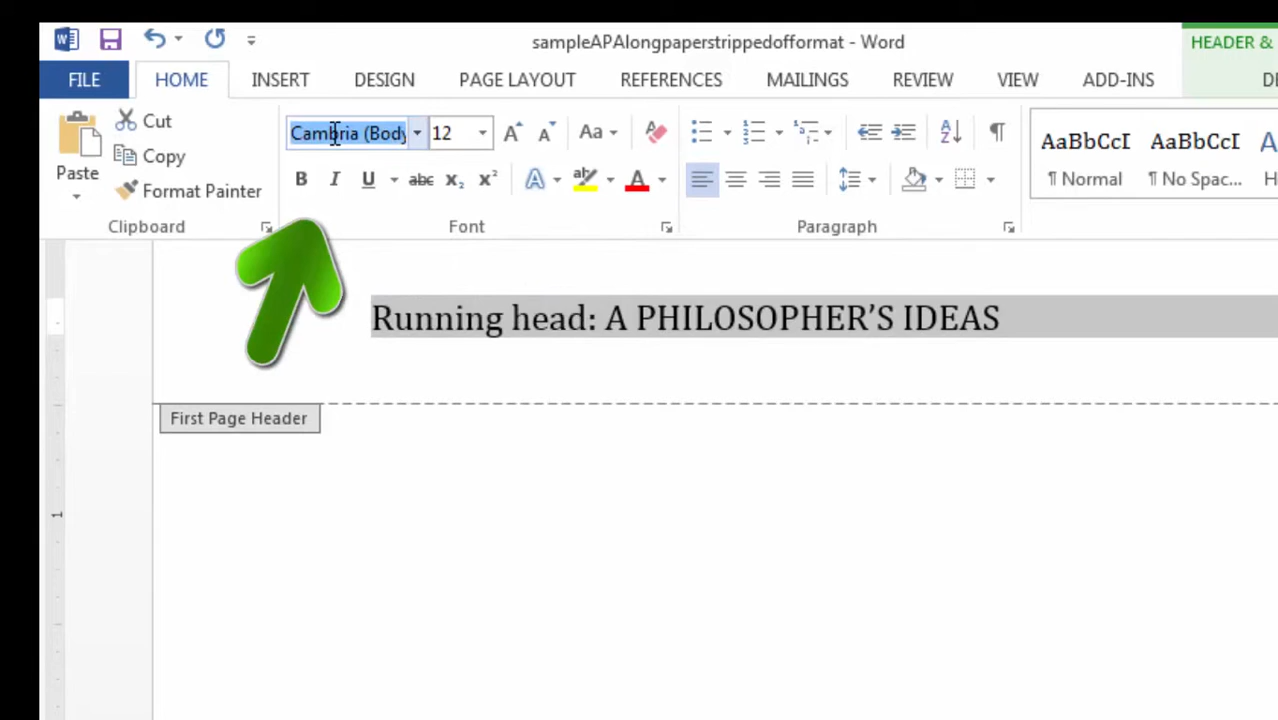 sampleAPAlongpaperstrippedofformat - Word
HEADER &
FILE HOME INSERT DESIGN PAGE LAYOUT REFERENCES MAILINGS REVIEW VIEW ADD-INS
Cut
Copy
Format Painter
Paste
Clipboard
Cambria (Body 12
Aa
B I U abc x₂ x² A aby A
Font
Paragraph
AaBbCcI AaBbCcI
¶ Normal ¶ No Spac...
Running head: A PHILOSOPHER’S IDEAS
First Page Header
1